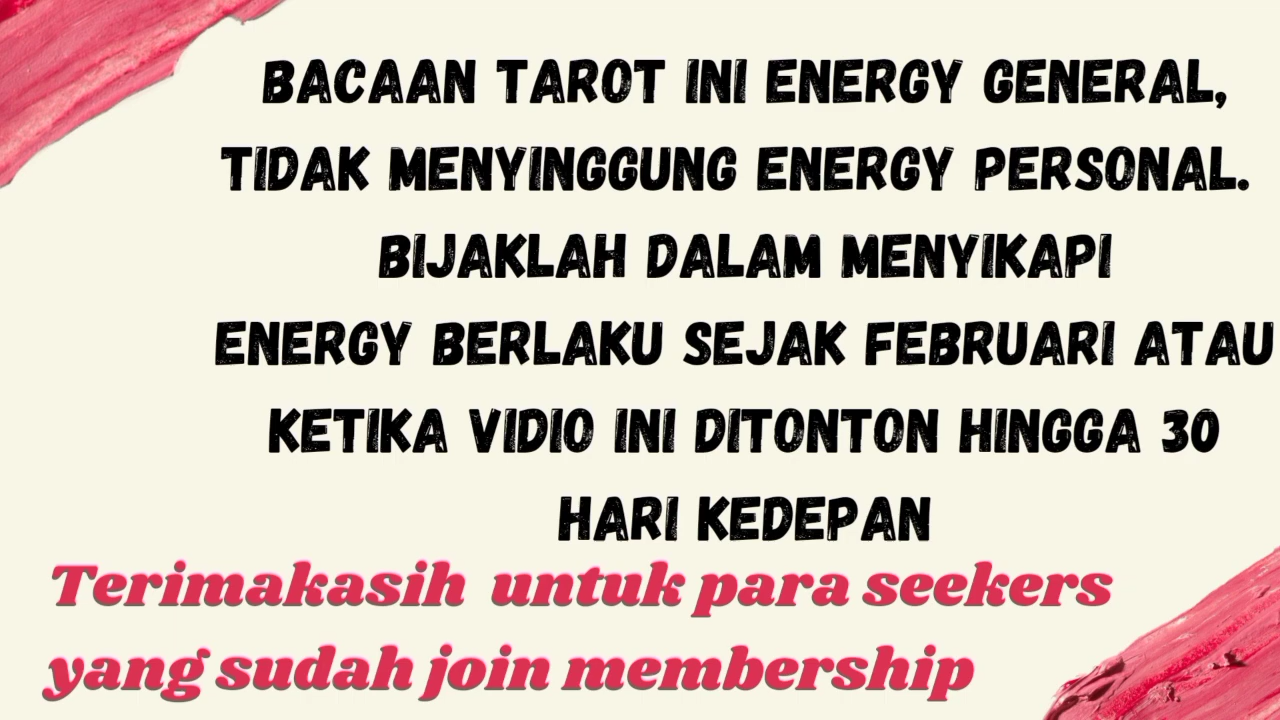 BACAAN TAROT INI ENERGY GENERAL,
TIDAK MENYINGGUNG ENERGY PERSONAL.
BIJAKLAH DALAM MENYIKAPI
ENERGY BERLAKU SEJAK FEBRUARI ATAU
KETIKA VIDIO INI DITONTON HINGGA 30
HARI KEDEPAN
Terimakasih untuk para seekers
yang sudah join membership